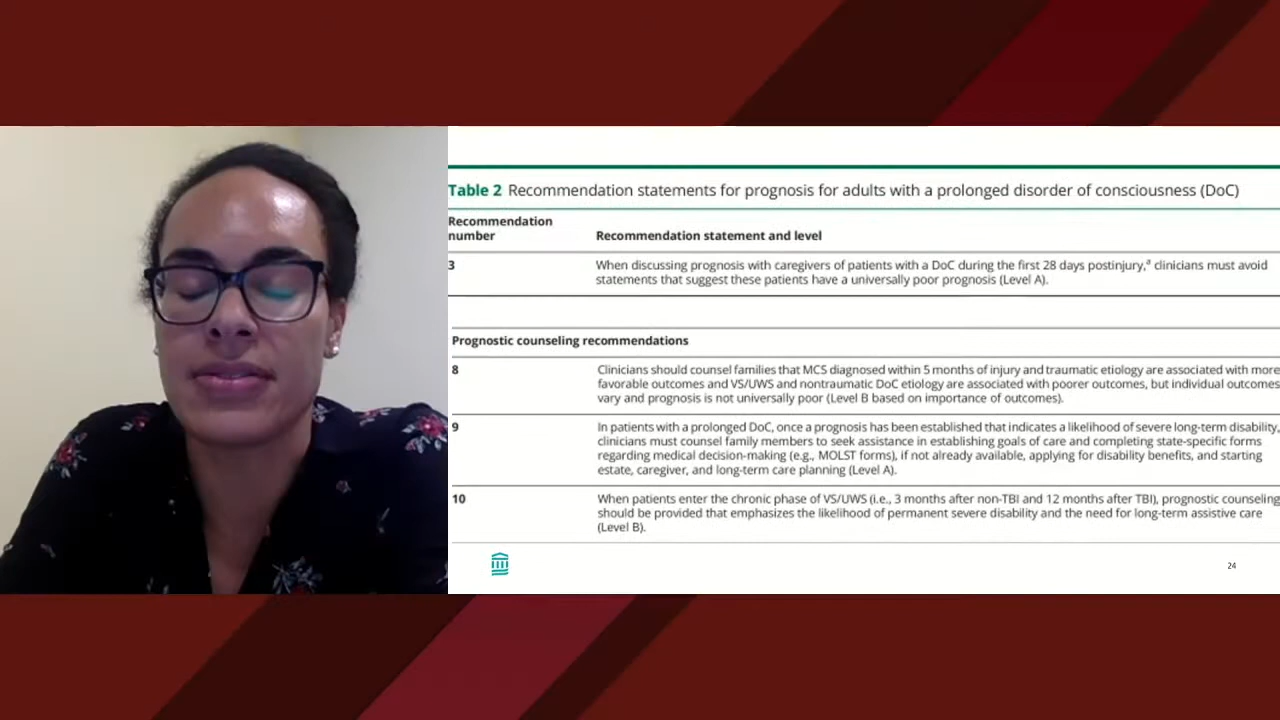 Table 2 Recommendation statements for prognosis for adults with a prolonged disorder of consciousness (DoC)
Recommendation
number
Recommendation statement and level
3
When discussing prognosis with caregivers of patients with a DoC during the first 28 days postinjury,a clinicians must avoid
statements that suggest these patients have a universally poor prognosis (Level A).
Prognostic counseling recommendations
8
Clinicians should counsel families that MCS diagnosed within 5 months of injury and traumatic etiology are associated with more
favorable outcomes and VS/UWS and nontraumatic DoC etiology are associated with poorer outcomes, but individual outcomes
vary and prognosis is not universally poor (Level B based on importance of outcomes).
9
In patients with a prolonged DoC, once a prognosis has been established that indicates a likelihood of severe long-term disability,
clinicians must counsel family members to seek assistance in establishing goals of care and completing state-specific forms
regarding medical decision-making (e.g., MOLST forms), if not already available, applying for disability benefits, and starting
estate, caregiver, and long-term care planning (Level A).
10
When patients enter the chronic phase of VS/UWS (i.e., 3 months after non-TBI and 12 months after TBI), prognostic counseling
should be provided that emphasizes the likelihood of permanent severe disability and the need for long-term assistive care
(Level B).
24